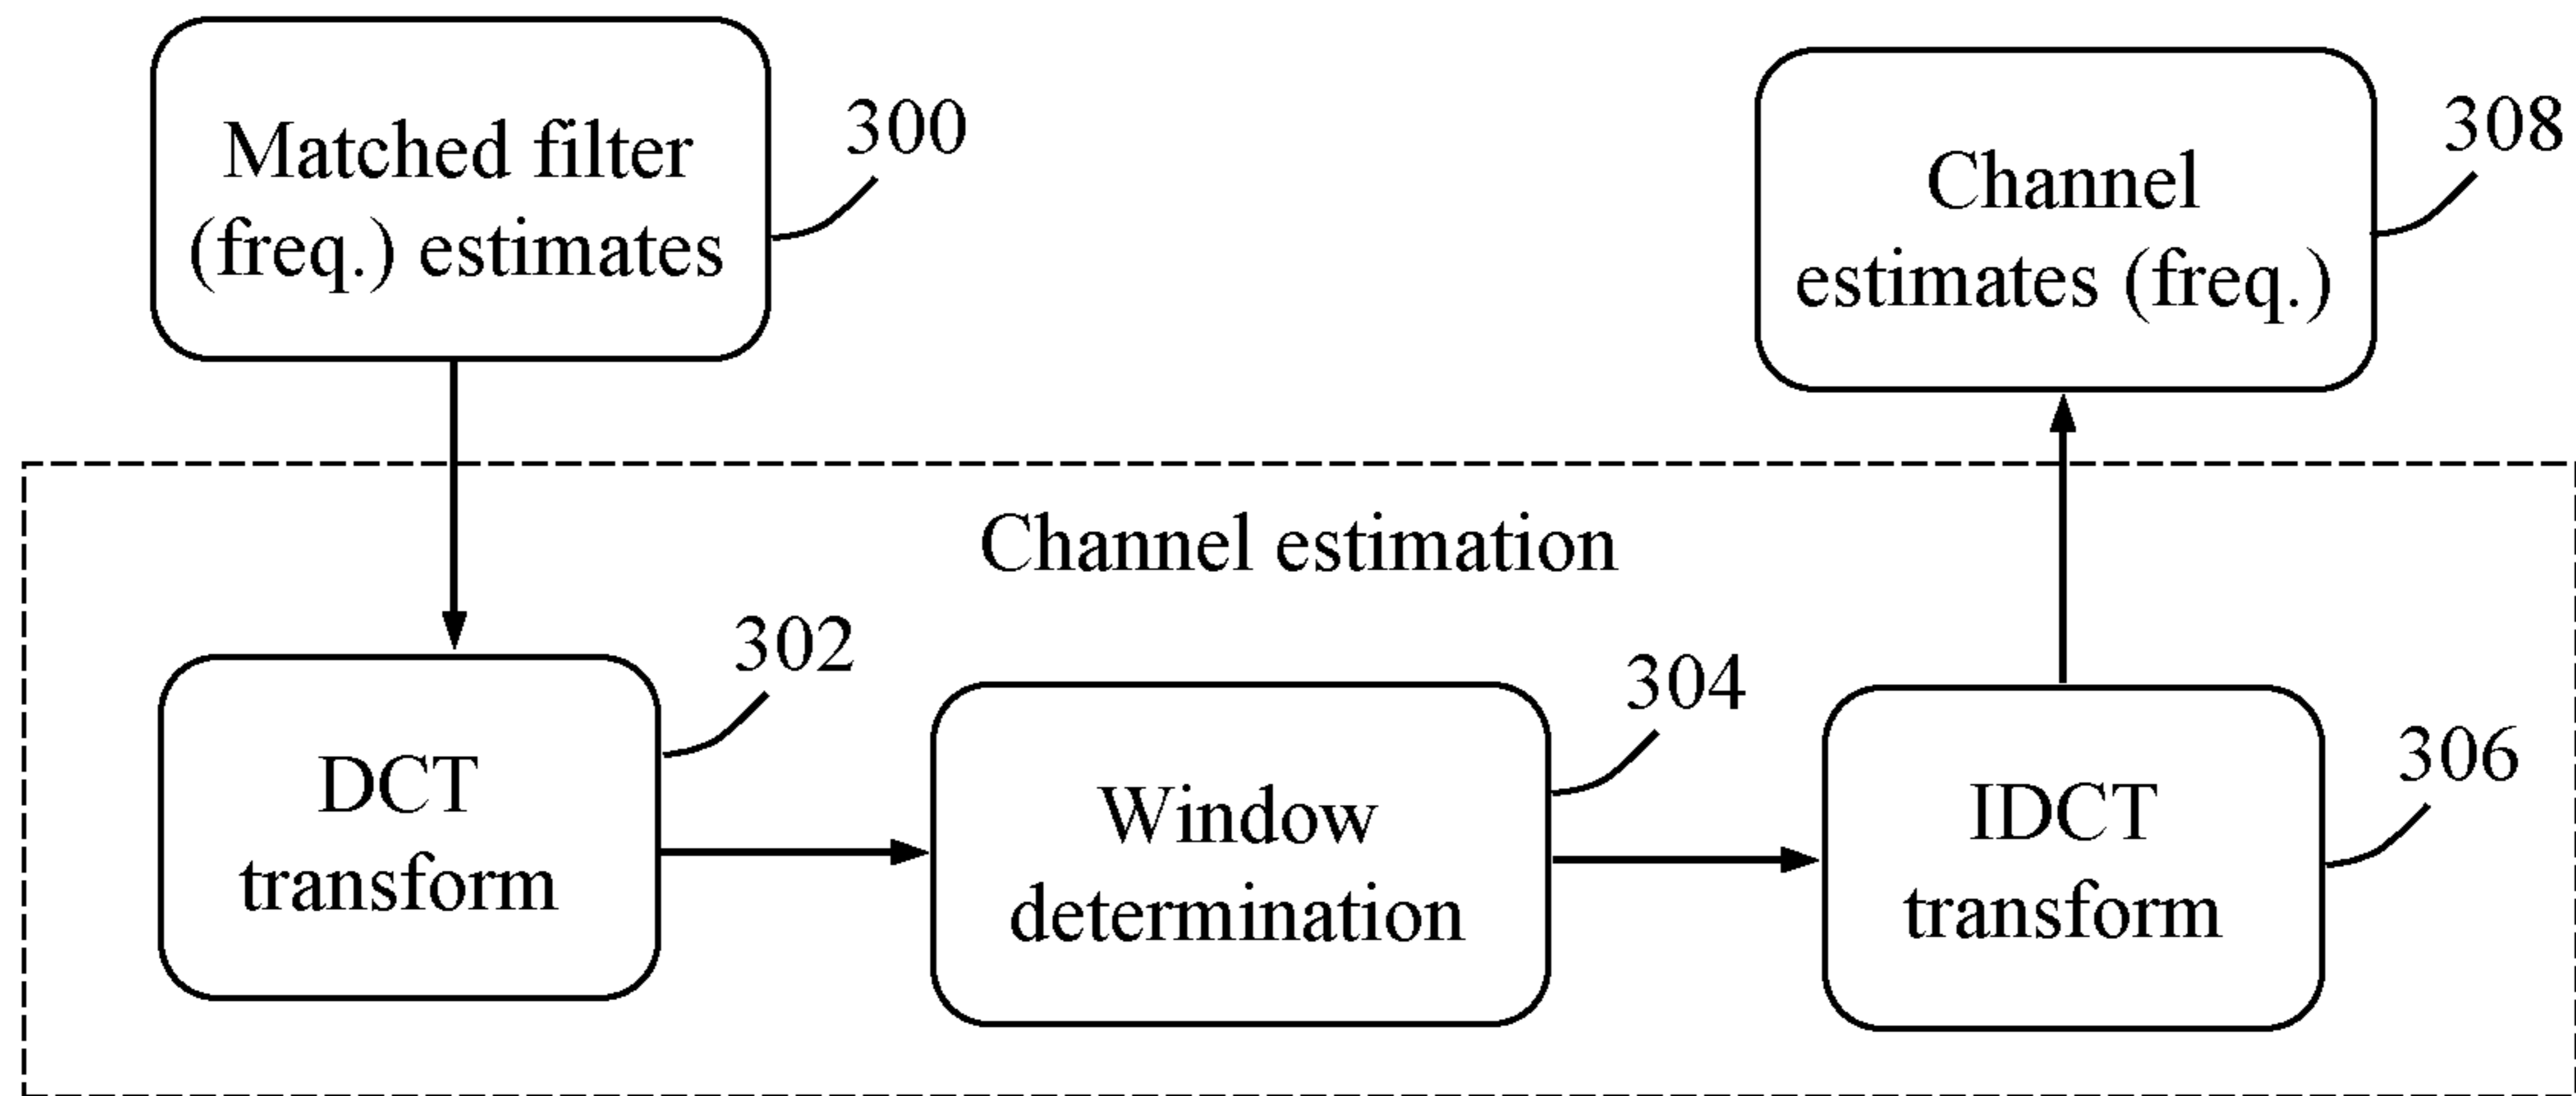 Matched filter
(freq.) estimates
300
Channel
estimates (freq.)
308
Channel estimation
DCT
transform
302
Window
determination
304
IDCT
transform
306